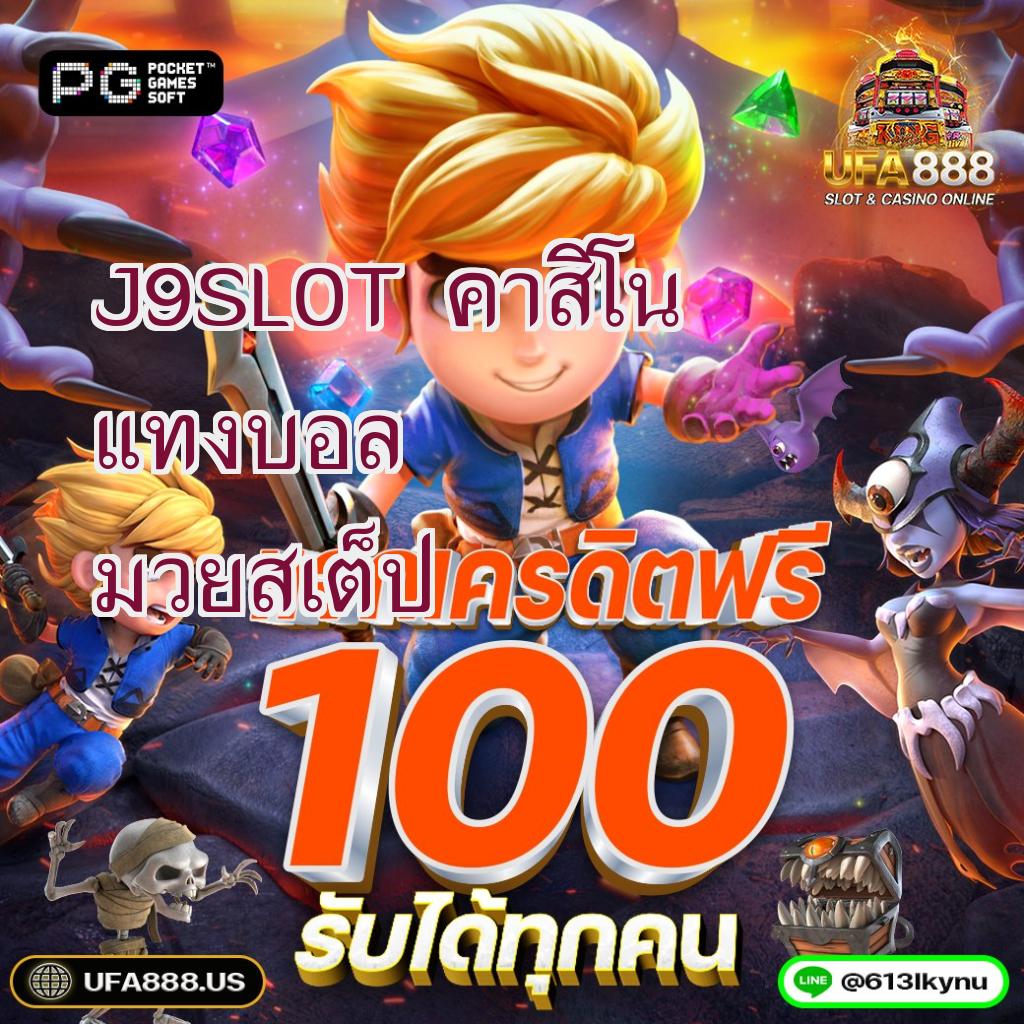 PG POCKET GAMES SOFT™
UFA888
SLOT & CASINO ONLINE
J9SLOT คาสิโน
แทงบอล
มวยสเต็ป
เครดิตฟรี
100
รับได้ทุกคน
UFA888.US
LINE @613lkynu